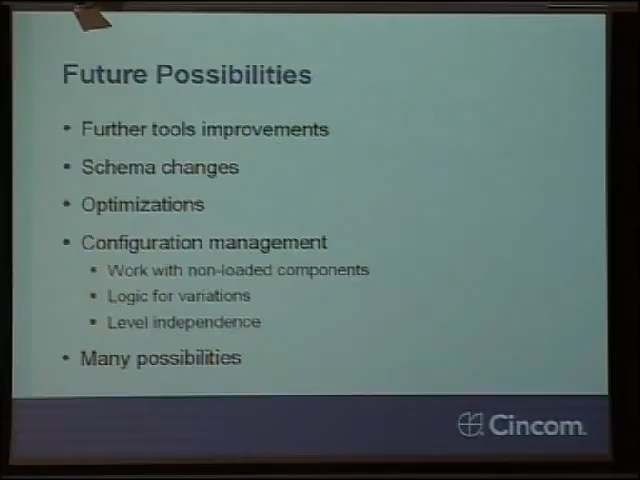 Future Possibilities
• Further tools improvements
• Schema changes
• Optimizations
• Configuration management
• Work with non-loaded components
• Logic for variations
• Level independence
• Many possibilities
Cincom.